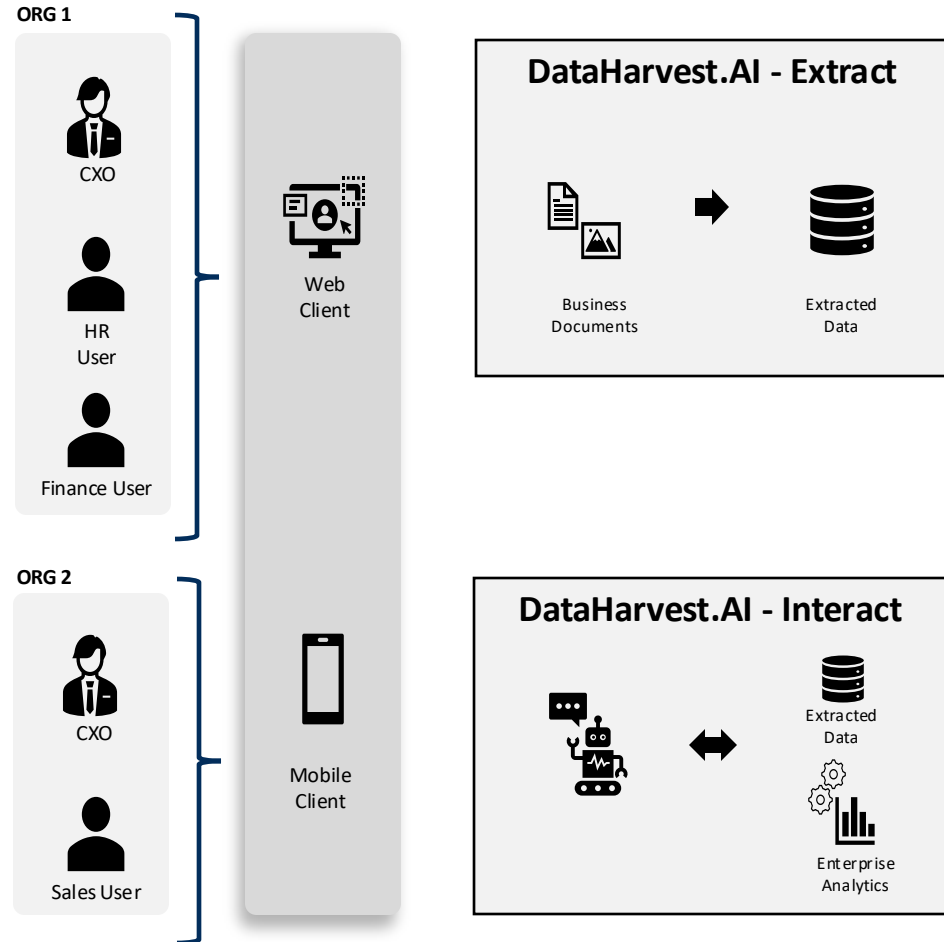 ORG 1
CXO
HR
User
Finance User
ORG 2
CXO
Sales User
Web
Client
Mobile
Client
DataHarvest.AI - Extract
Business
Documents
Extracted
Data
DataHarvest.AI - Interact
Extracted
Data
Enterprise
Analytics